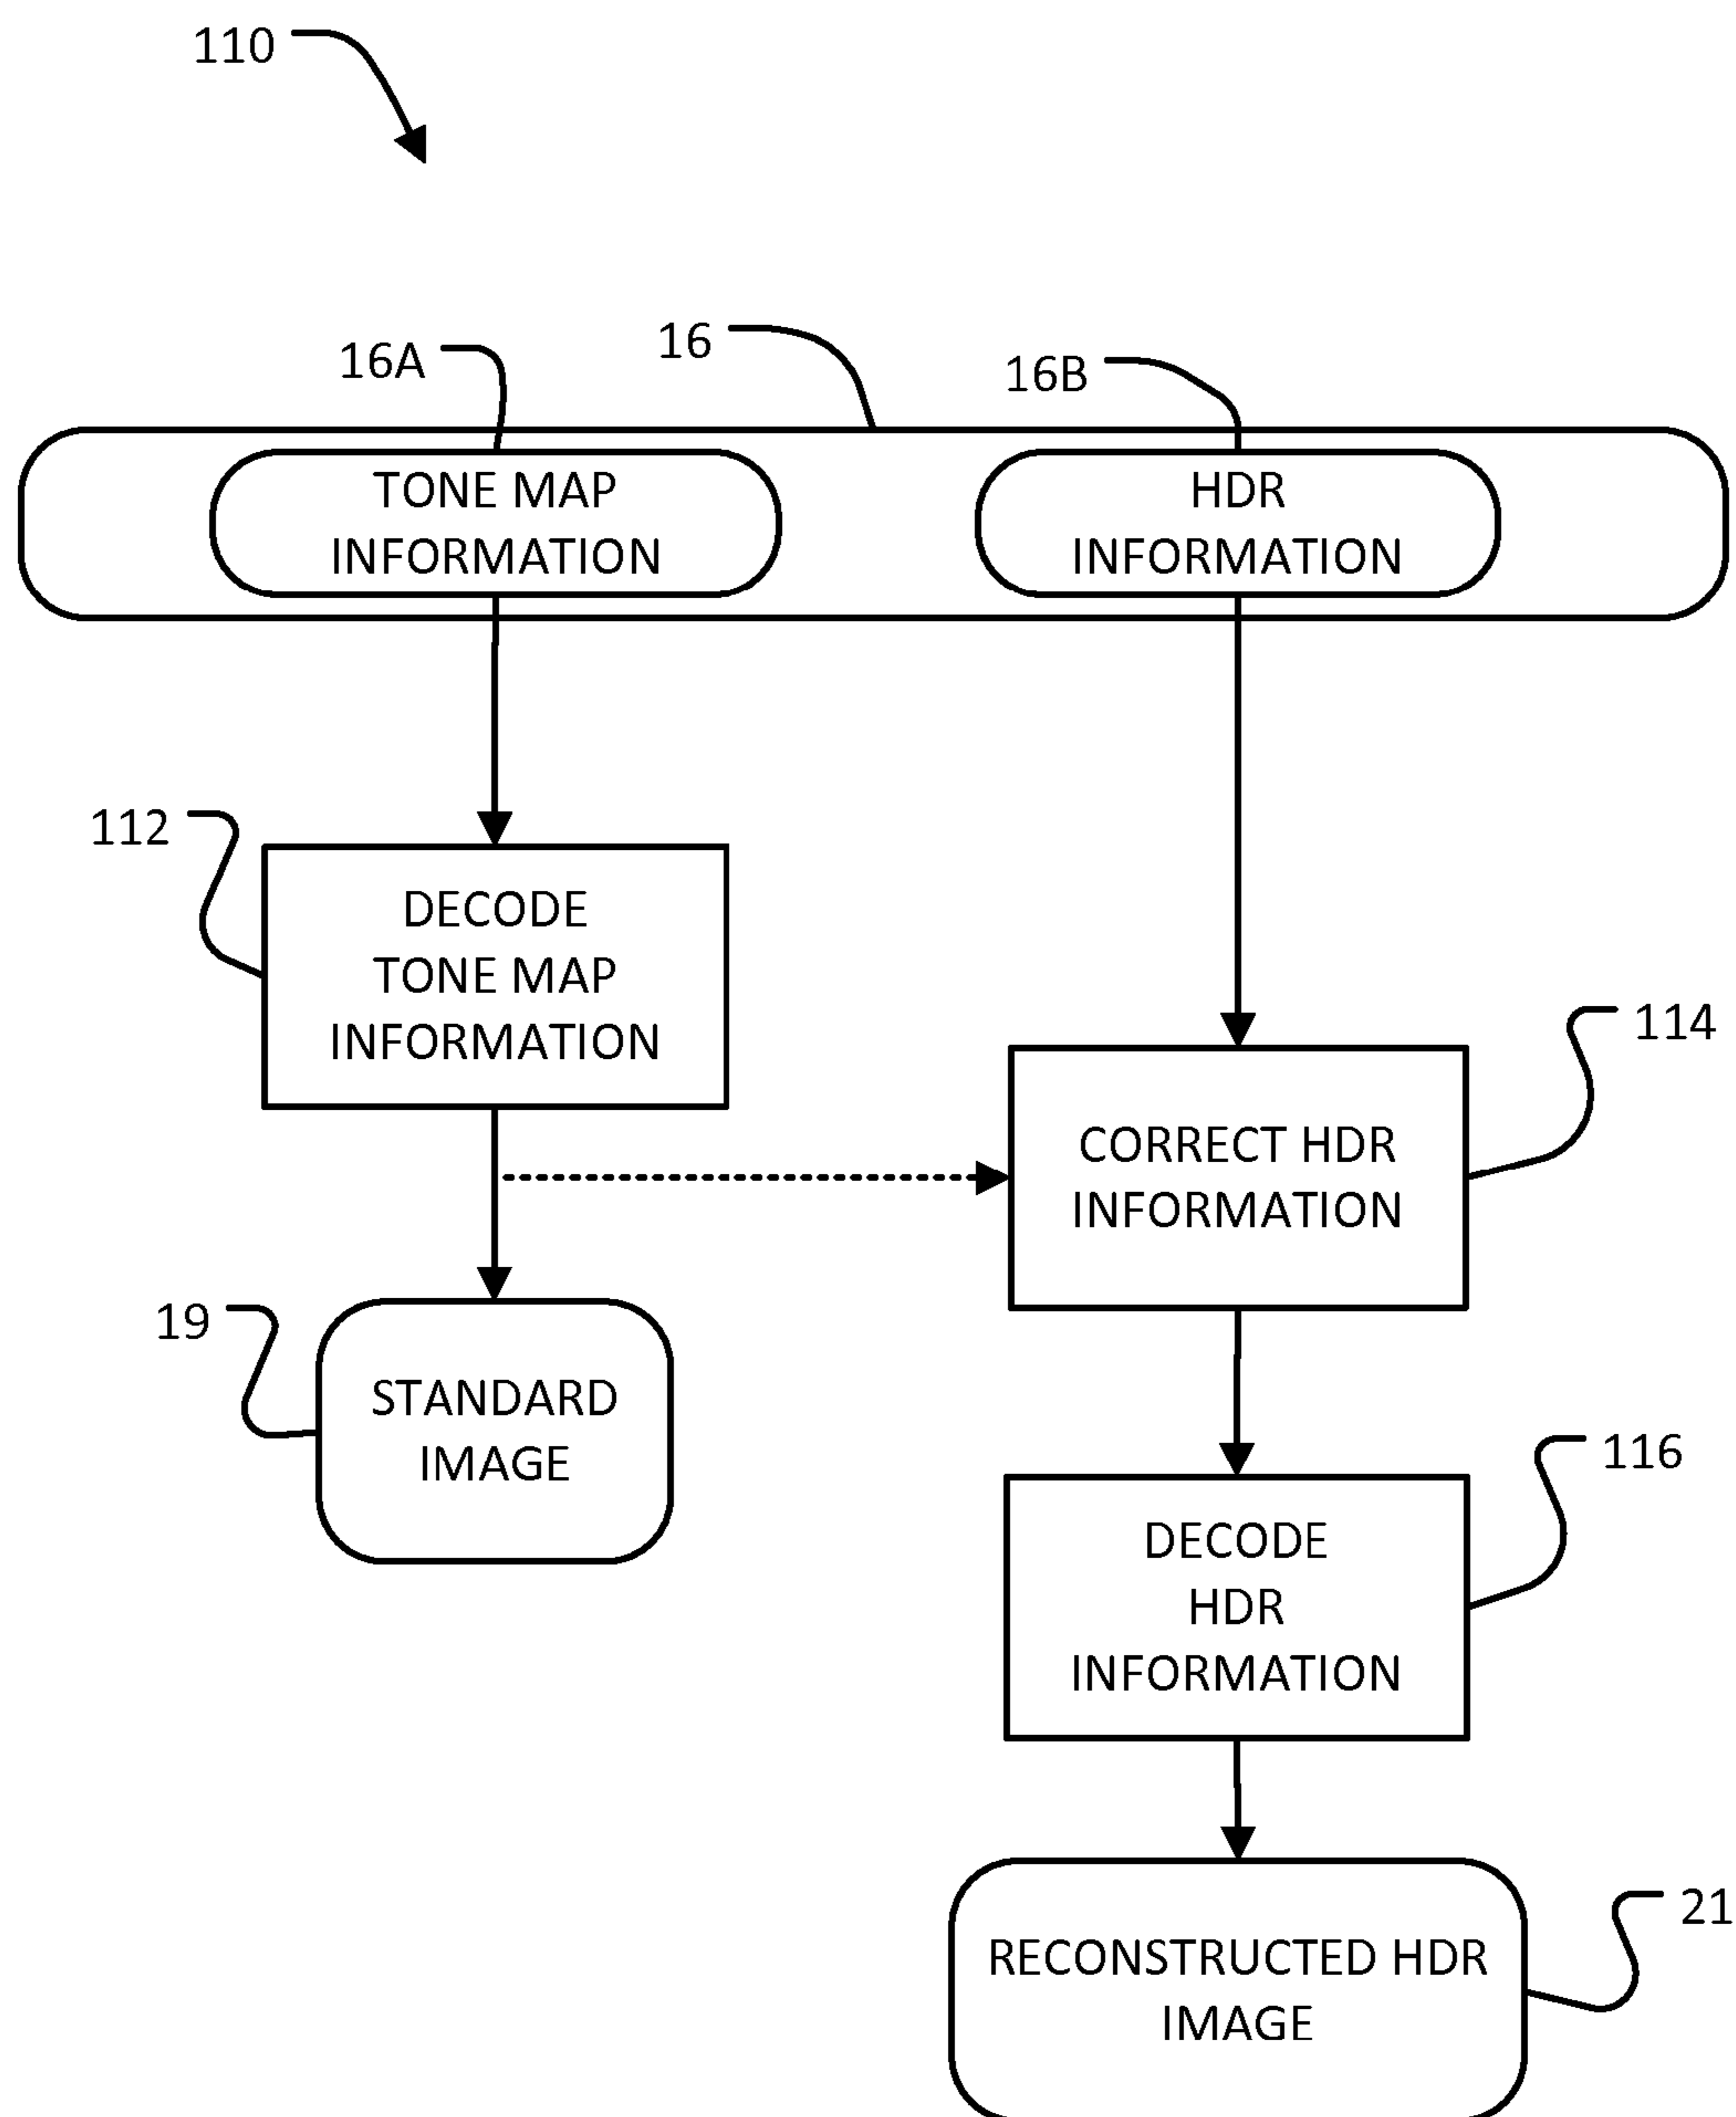 110
16A
16
16B
TONE MAP
INFORMATION
HDR
INFORMATION
112
DECODE
TONE MAP
INFORMATION
114
CORRECT HDR
INFORMATION
19
STANDARD
IMAGE
116
DECODE
HDR
INFORMATION
21
RECONSTRUCTED HDR
IMAGE